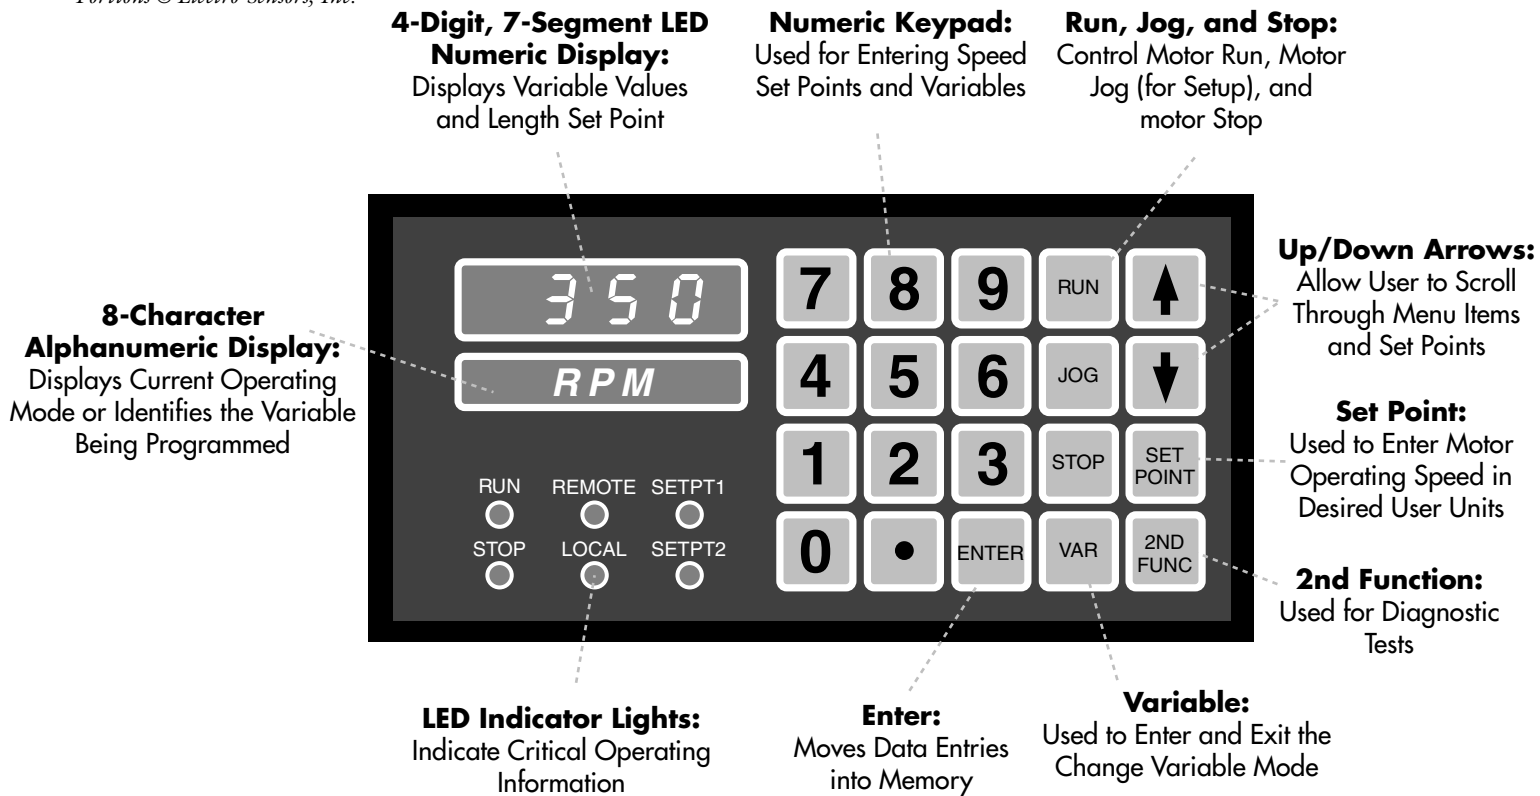 Portions © Electro-Sensors, Inc.
4-Digit, 7-Segment LED
Numeric Display:
Displays Variable Values
and Length Set Point
Numeric Keypad:
Used for Entering Speed
Set Points and Variables
Run, Jog, and Stop:
Control Motor Run, Motor
Jog (for Setup), and
motor Stop
8-Character
Alphanumeric Display:
Displays Current Operating
Mode or Identifies the Variable
Being Programmed
350
RPM
RUN REMOTE SETPT1
STOP LOCAL SETPT2
7 8 9 RUN
4 5 6 JOG
1 2 3 STOP SET POINT
0 • ENTER VAR 2ND FUNC
Up/Down Arrows:
Allow User to Scroll
Through Menu Items
and Set Points
Set Point:
Used to Enter Motor
Operating Speed in
Desired User Units
2nd Function:
Used for Diagnostic
Tests
LED Indicator Lights:
Indicate Critical Operating
Information
Enter:
Moves Data Entries
into Memory
Variable:
Used to Enter and Exit the
Change Variable Mode